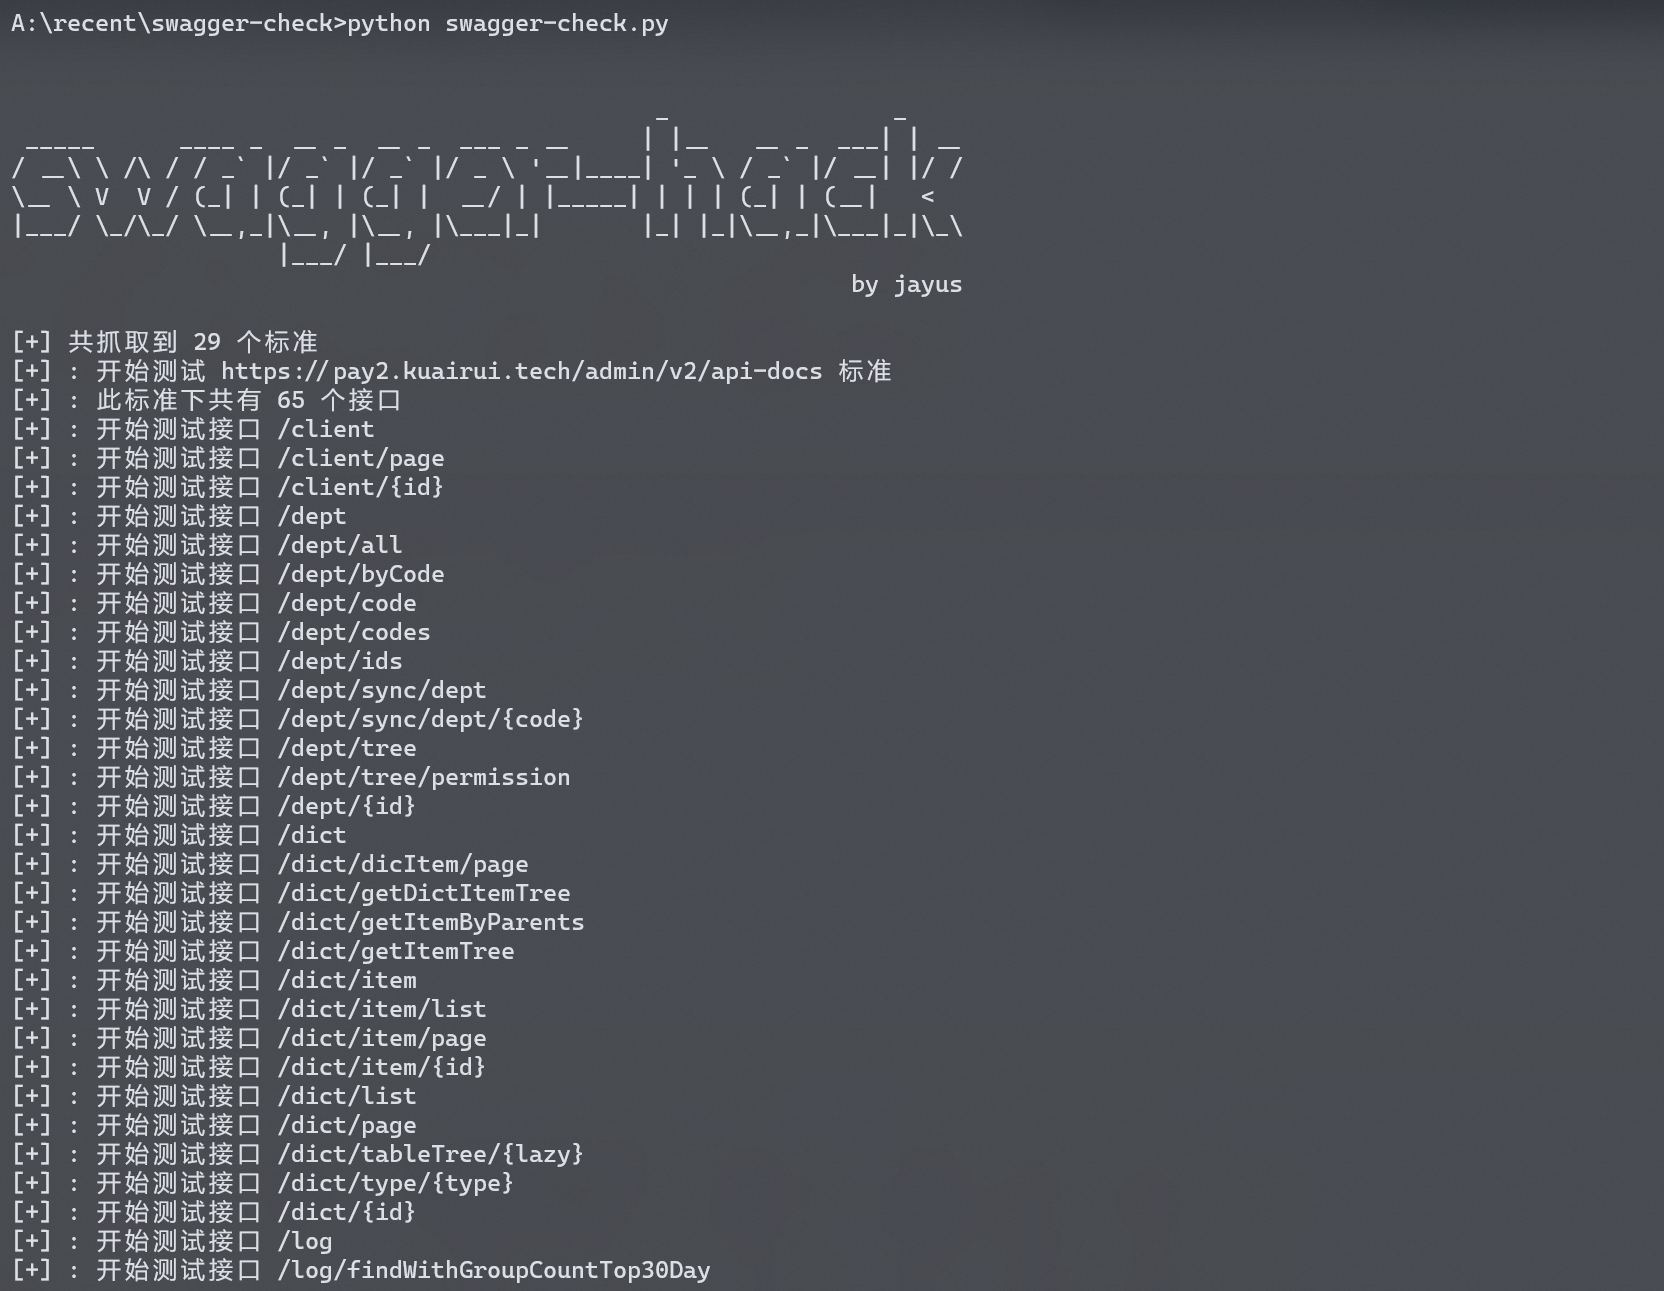 A:\recent\swagger-check>python swagger-check.py
swagger-hack
by jayus
[+] 共抓取到 29 个标准
[+] : 开始测试 https://pay2.kuairui.tech/admin/v2/api-docs 标准
[+] : 此标准下共有 65 个接口
[+] : 开始测试接口 /client
[+] : 开始测试接口 /client/page
[+] : 开始测试接口 /client/{id}
[+] : 开始测试接口 /dept
[+] : 开始测试接口 /dept/all
[+] : 开始测试接口 /dept/byCode
[+] : 开始测试接口 /dept/code
[+] : 开始测试接口 /dept/codes
[+] : 开始测试接口 /dept/ids
[+] : 开始测试接口 /dept/sync/dept
[+] : 开始测试接口 /dept/sync/dept/{code}
[+] : 开始测试接口 /dept/tree
[+] : 开始测试接口 /dept/tree/permission
[+] : 开始测试接口 /dept/{id}
[+] : 开始测试接口 /dict
[+] : 开始测试接口 /dict/dicItem/page
[+] : 开始测试接口 /dict/getDictItemTree
[+] : 开始测试接口 /dict/getItemByParents
[+] : 开始测试接口 /dict/getItemTree
[+] : 开始测试接口 /dict/item
[+] : 开始测试接口 /dict/item/list
[+] : 开始测试接口 /dict/item/page
[+] : 开始测试接口 /dict/item/{id}
[+] : 开始测试接口 /dict/list
[+] : 开始测试接口 /dict/page
[+] : 开始测试接口 /dict/tableTree/{lazy}
[+] : 开始测试接口 /dict/type/{type}
[+] : 开始测试接口 /dict/{id}
[+] : 开始测试接口 /log
[+] : 开始测试接口 /log/findWithGroupCountTop30Day